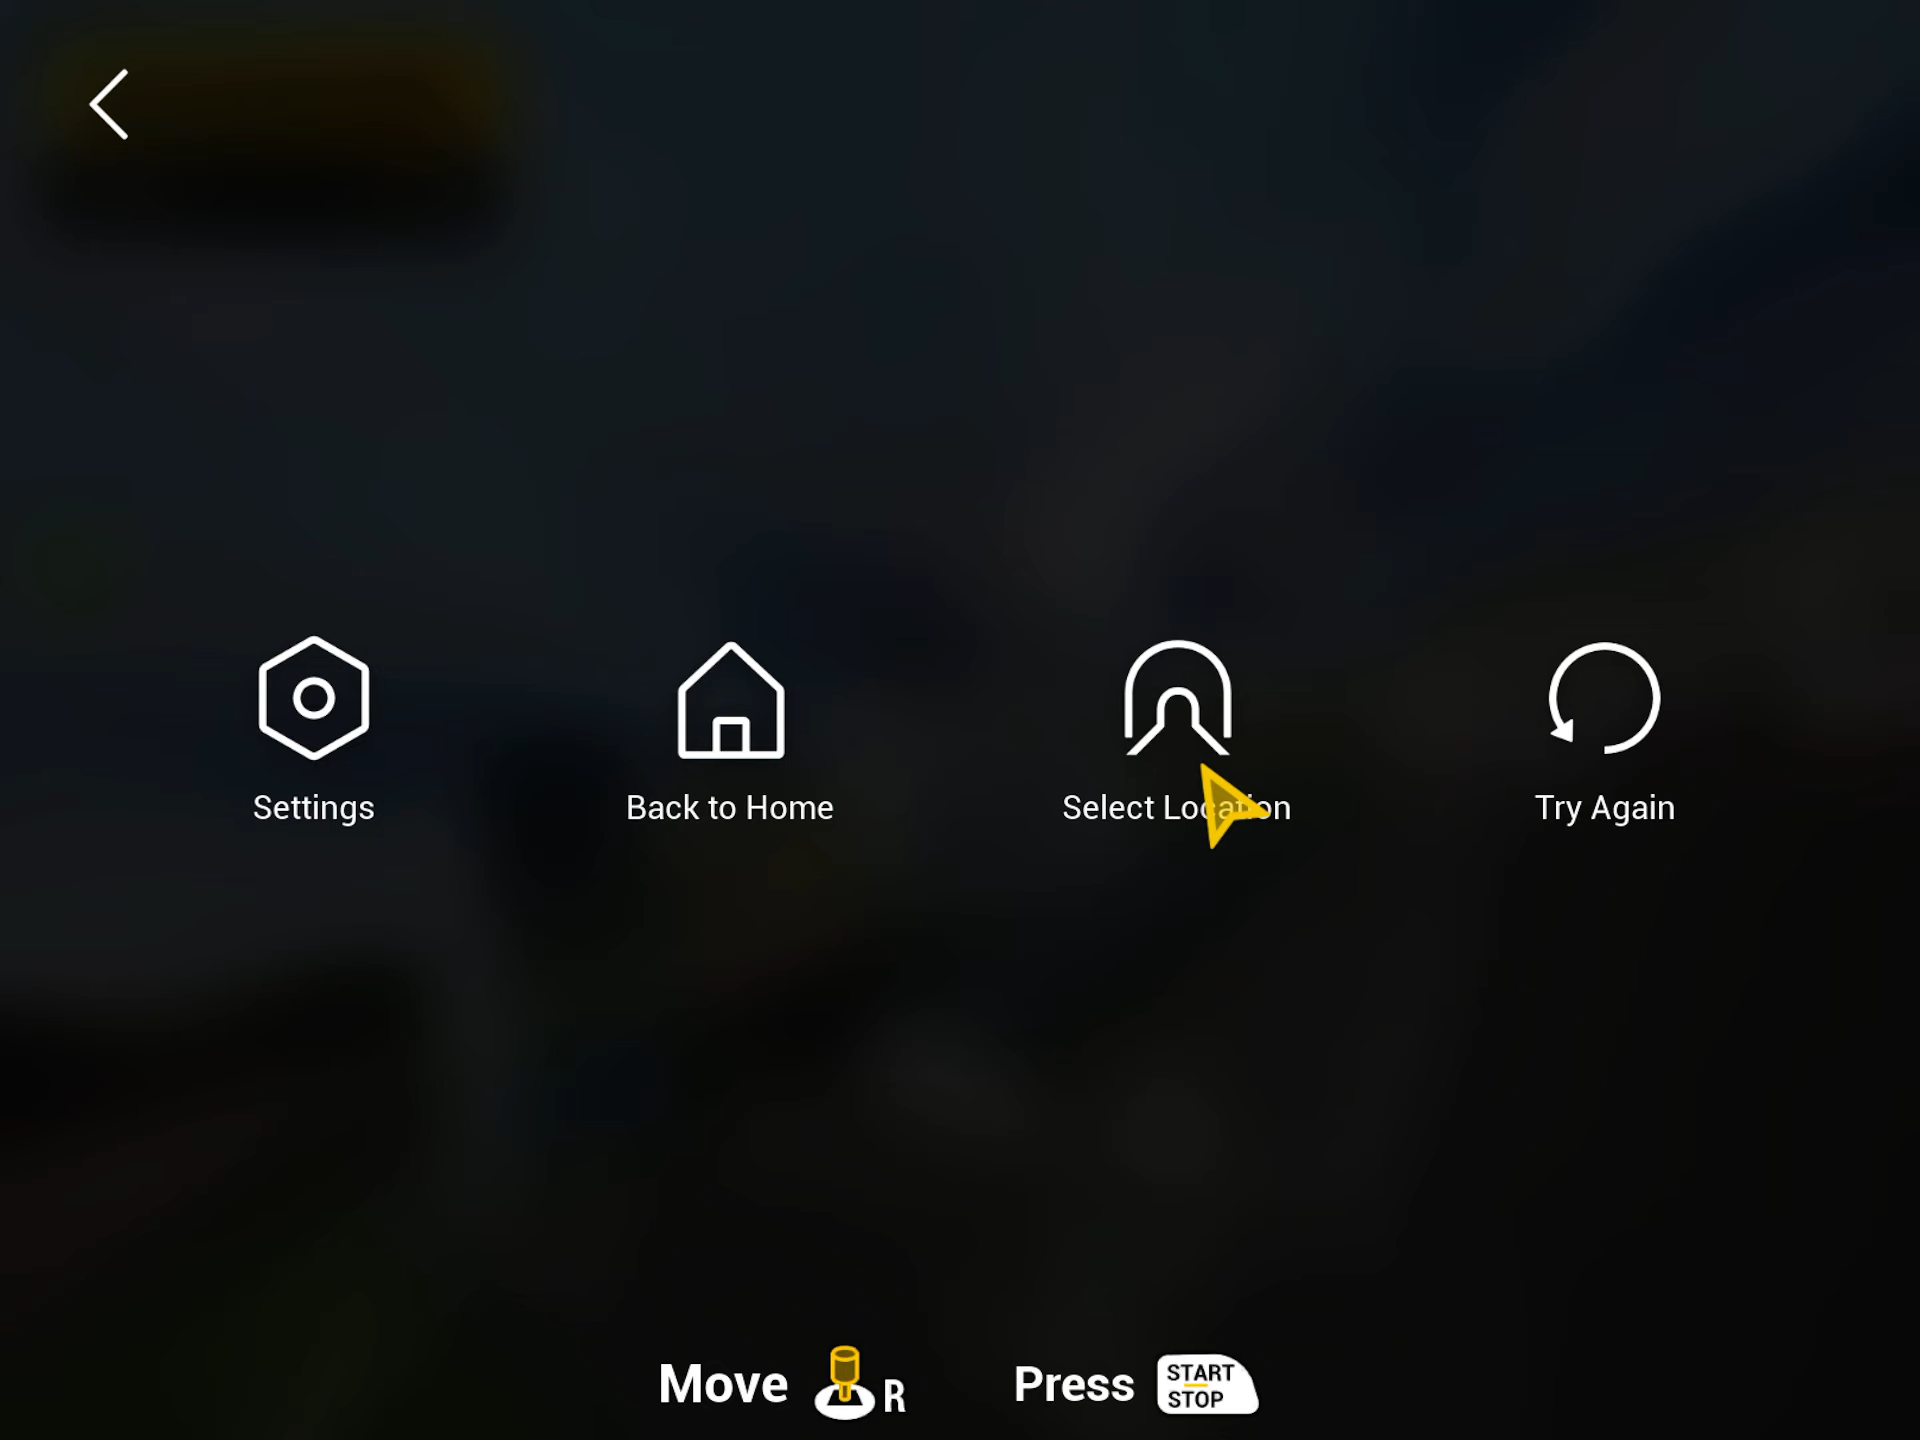 Settings
Back to Home
Select Location
Try Again
Move R
Press START
STOP